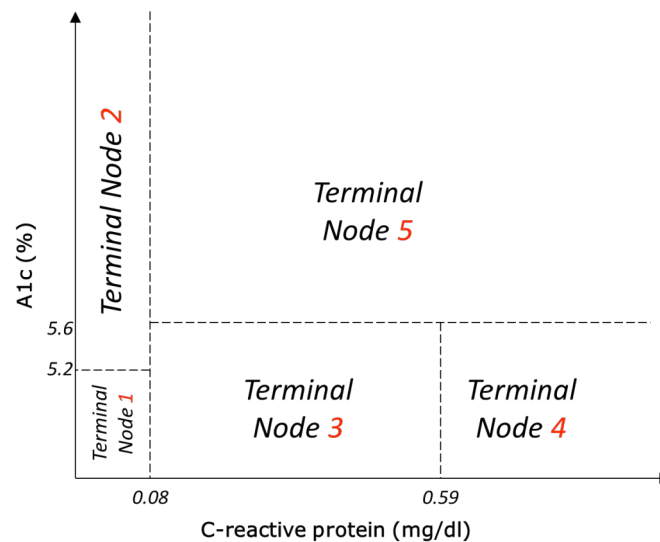 A1c (%)
Terminal Node 2
Terminal
Node 5
5.6
5.2
Terminal
Node 1
Terminal
Node 3
Terminal
Node 4
0.08
0.59
C-reactive protein (mg/dl)